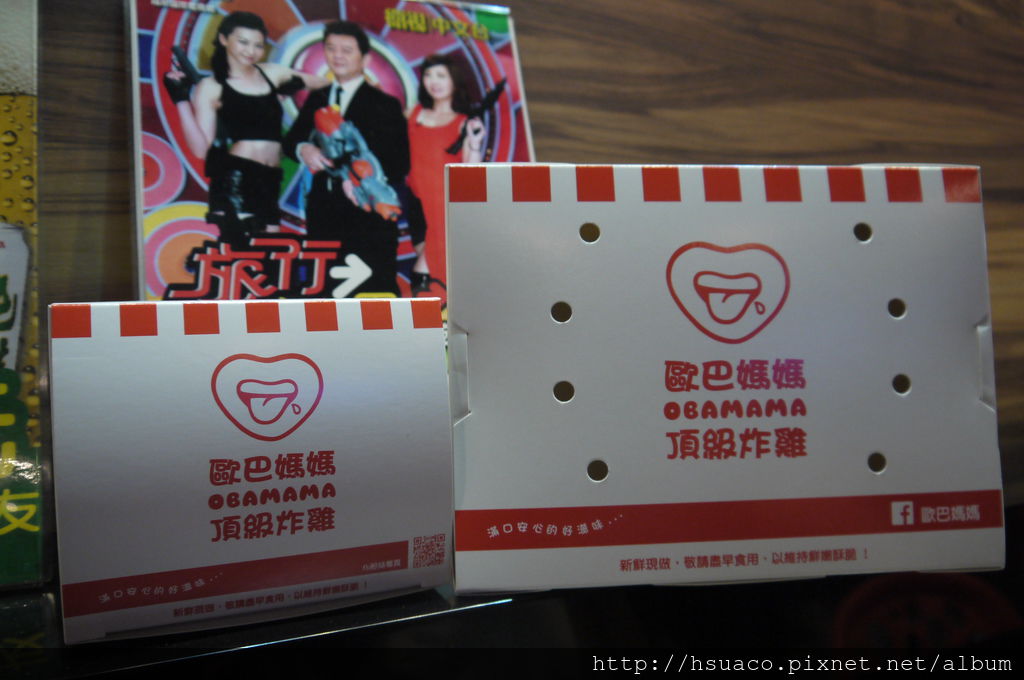 旅行
歐巴媽媽
OBAMAMA
頂級炸雞
滿口安心的好滋味...
新鮮現做，敬請盡早食用，以維持鮮嫩酥脆！
歐巴媽媽
OBAMAMA
頂級炸雞
滿口安心的好滋味...
歐巴媽媽
新鮮現做，敬請盡早食用，以維持鮮嫩酥脆！
友
http://hsuaco.pixnet.net/album